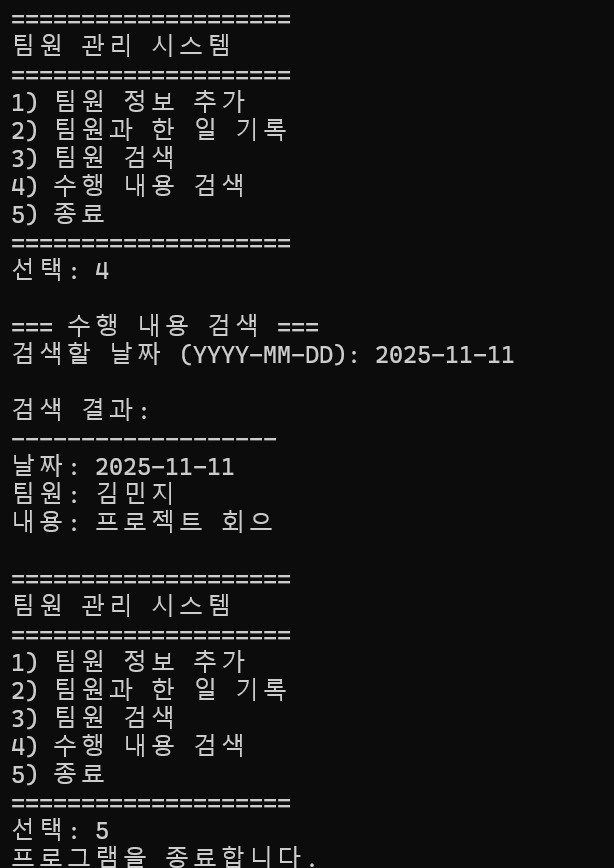 ====================
팀원 관리 시스템
====================
1) 팀원 정보 추가
2) 팀원과 한 일 기록
3) 팀원 검색
4) 수행 내용 검색
5) 종료
====================
선택: 4
=== 수행 내용 검색 ===
검색할 날짜 (YYYY-MM-DD): 2025-11-11
검색 결과:
-------------------
날짜: 2025-11-11
팀원: 김민지
내용: 프로젝트 회으
====================
팀원 관리 시스템
====================
1) 팀원 정보 추가
2) 팀원과 한 일 기록
3) 팀원 검색
4) 수행 내용 검색
5) 종료
====================
선택: 5
프로그램을 종료합니다.